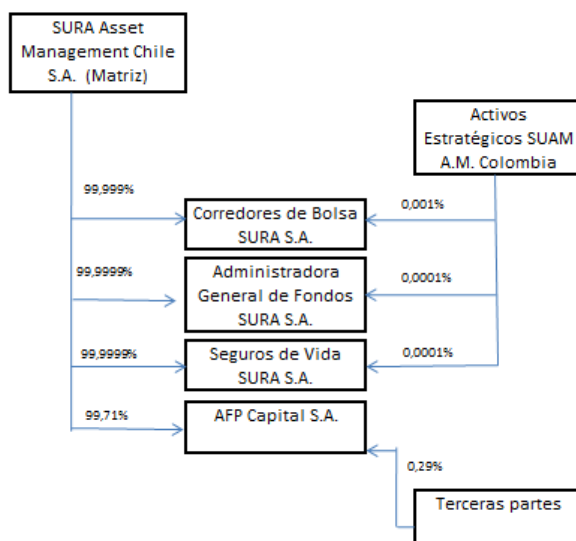 SURA Asset
Management Chile
S.A. (Matriz)
Activos
Estratégicos SUAM
A.M. Colombia
99,999%
Corredores de Bolsa
SURA S.A.
0,001%
99,9999%
Administradora
General de Fondos
SURA S.A.
0,0001%
99,9999%
Seguros de Vida
SURA S.A.
0,0001%
99,71%
AFP Capital S.A.
0,29%
Terceras partes